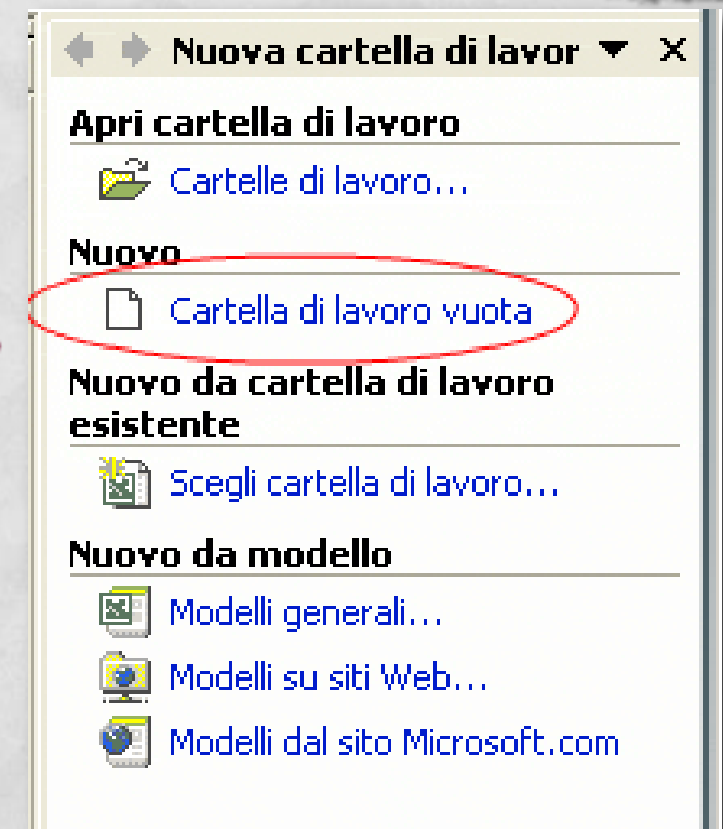 Nuova cartella di lavor
Apri cartella di lavoro
Cartelle di lavoro...
Nuovo
Cartella di lavoro vuota
Nuovo da cartella di lavoro
esistente
Scegli cartella di lavoro...
Nuovo da modello
Modelli generali...
Modelli su siti Web...
Modelli dal sito Microsoft.com